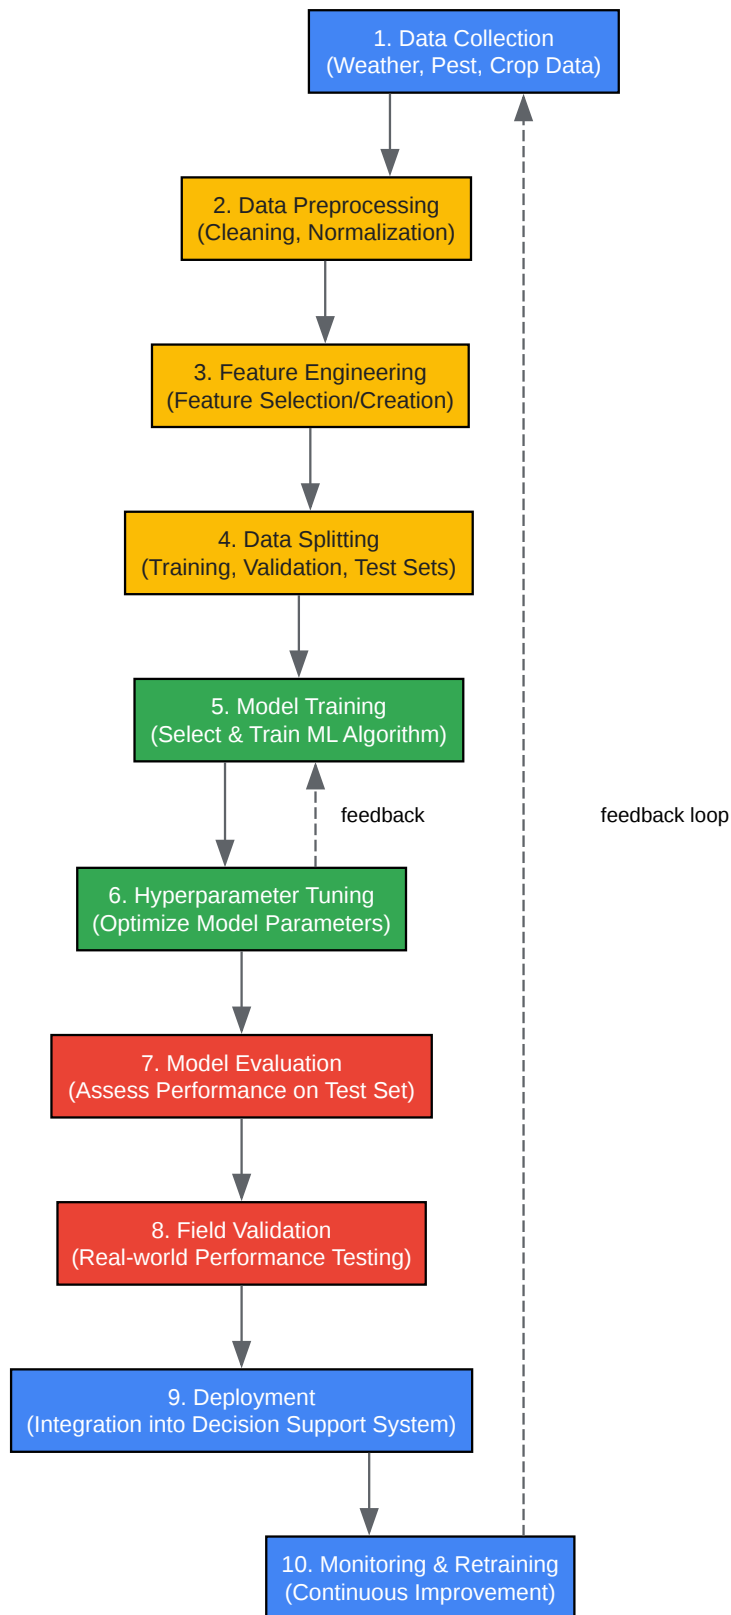 1. Data Collection
(Weather, Pest, Crop Data)
2. Data Preprocessing
(Cleaning, Normalization)
3. Feature Engineering
(Feature Selection/Creation)
4. Data Splitting
(Training, Validation, Test Sets)
5. Model Training
(Select & Train ML Algorithm)
feedback
feedback loop
6. Hyperparameter Tuning
(Optimize Model Parameters)
7. Model Evaluation
(Assess Performance on Test Set)
8. Field Validation
(Real-world Performance Testing)
9. Deployment
(Integration into Decision Support System)
10. Monitoring & Retraining
(Continuous Improvement)